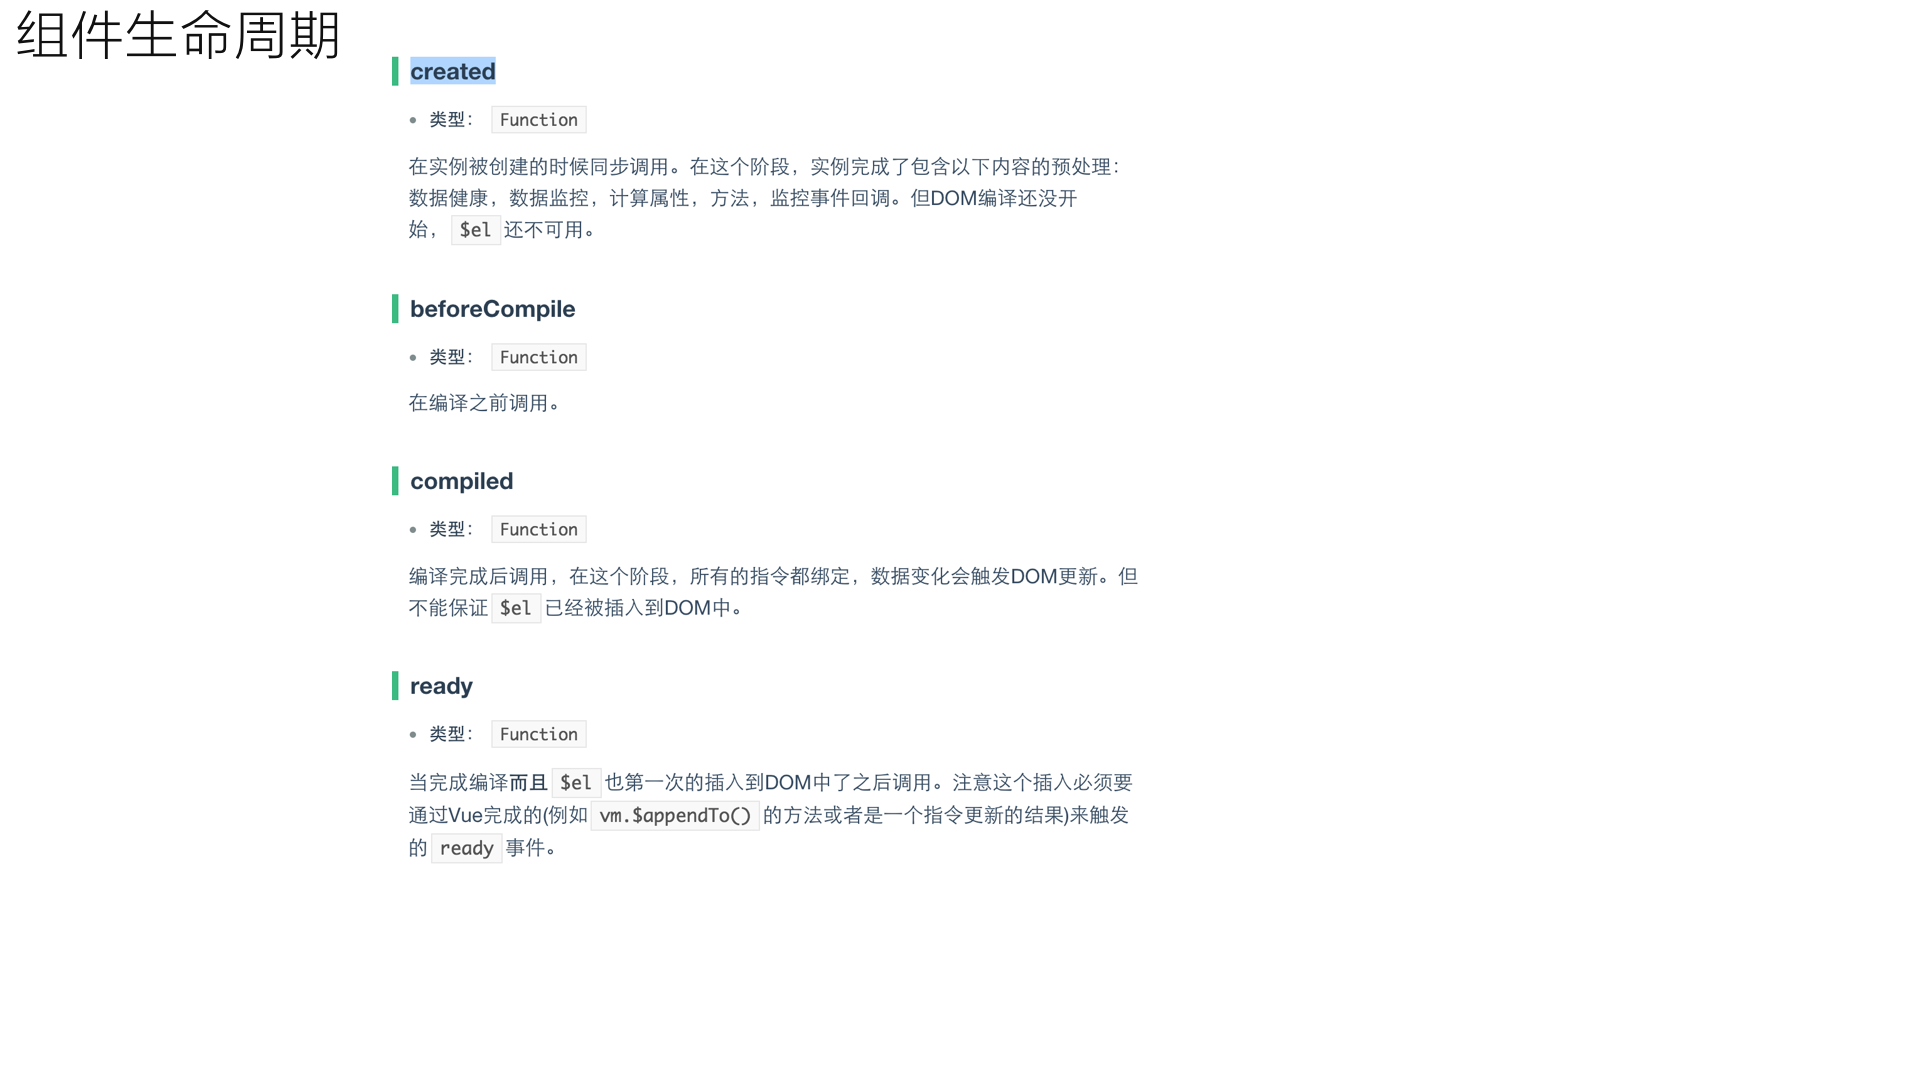 组件生命周期
created
类型： Function
在实例被创建的时候同步调用。在这个阶段，实例完成了包含以下内容的预处理：
数据健康，数据监控，计算属性，方法，监控事件回调。但DOM编译还没开
始， $el 还不可用。
beforeCompile
类型： Function
在编译之前调用。
compiled
类型： Function
编译完成后调用，在这个阶段，所有的指令都绑定，数据变化会触发DOM更新。但
不能保证 $el 已经被插入到DOM中。
ready
类型： Function
当完成编译而且 $el 也第一次的插入到DOM中了之后调用。注意这个插入必须要
通过Vue完成的(例如 vm.$appendTo() 的方法或者是一个指令更新的结果)来触发
的 ready 事件。